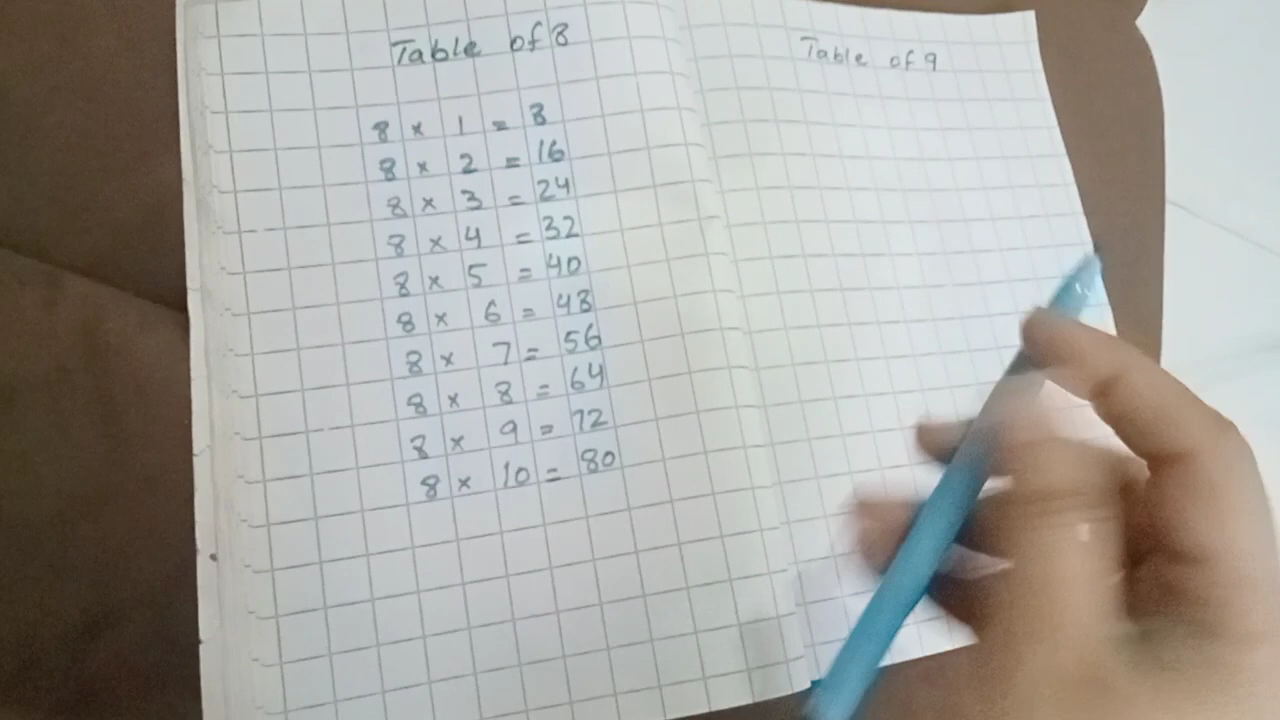 Table of 8
8 × 1 = 8
8 × 2 = 16
8 × 3 = 24
8 × 4 = 32
8 × 5 = 40
8 × 6 = 48
8 × 7 = 56
8 × 8 = 64
8 × 9 = 72
8 × 10 = 80
Table of 9